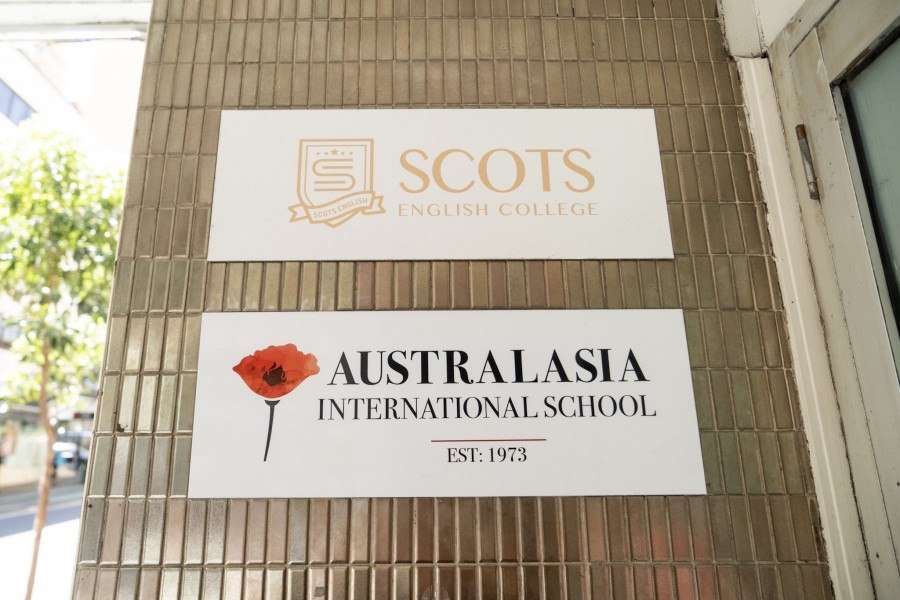 SCOTS ENGLISH
SCOTS
ENGLISH COLLEGE
AUSTRALASIA
INTERNATIONAL SCHOOL
EST: 1973